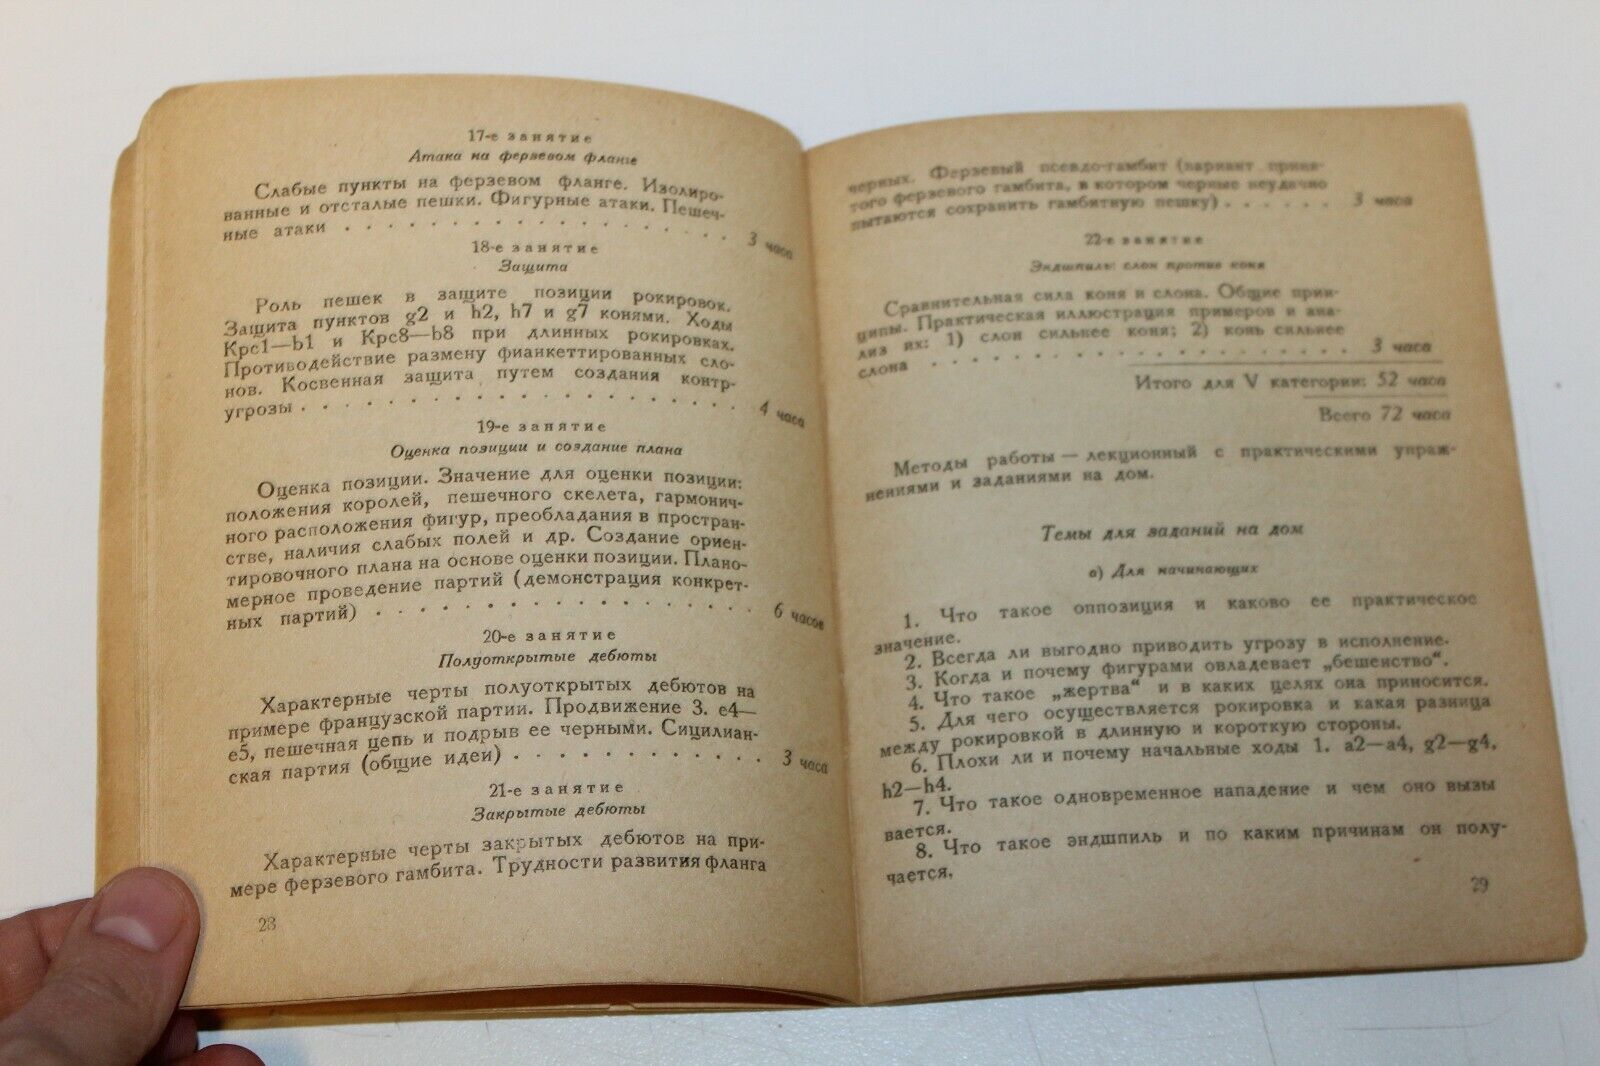 17-е занятие
Атака на ферзевом фланге
Слабые пункты на ферзевом фланге. Изолиро-
ванные и отсталые пешки. Фигурные атаки. Пешеч-
ные атаки . . . . . . . . . . . . . . . . . . 3 часа
18-е занятие
Защита
Роль пешек в защите позиции рокировок.
Защита пунктов g2 и h2, h7 и g7 конями. Ходы
Kpc1—b1 и Kpc8—b8 при длинных рокировках.
Противодействие размену фианкеттированных сло-
нов. Косвенная защита путем создания контр-
угрозы . . . . . . . . . . . . . . . . . . . . 4 часа
19-е занятие
Оценка позиции и создание плана
Оценка позиции. Значение для оценки позиции:
положения королей, пешечного скелета, гармонич-
ного расположения фигур, преобладания в простран-
стве, наличия слабых полей и др. Создание ориен-
тировочного плана на основе оценки позиции. Плано-
мерное проведение партий (демонстрация конкрет-
ных партий) . . . . . . . . . . . . . . . . . . 6 часов
20-е занятие
Полуоткрытые дебюты
Характерные черты полуоткрытых дебютов на
примере французской партии. Продвижение 3. e4—
e5, пешечная цепь и подрыв ее черными. Сицилиан-
ская партия (общие идеи) . . . . . . . . . . . . 3 часа
21-е занятие
Закрытые дебюты
Характерные черты закрытых дебютов на при-
мере ферзевого гамбита. Трудности развития фланга
28
черных. Ферзевый псевдо-гамбит (вариант приня-
того ферзевого гамбита, в котором черные неудачно
пытаются сохранить гамбитную пешку) . . . . . . 3 часа
22-е занятие
Эндшпиль: слон против коня
Сравнительная сила коня и слона. Общие прин-
ципы. Практическая иллюстрация примеров и ана-
лиз их: 1) слон сильнее коня; 2) конь сильнее
слона . . . . . . . . . . . . . . . . . . 3 часа
Итого для V категории: 52 часа
Всего 72 часа
Методы работы — лекционный с практическими упраж-
нениями и заданиями на дом.
Темы для заданий на дом
а) Для начинающих
1. Что такое оппозиция и каково ее практическое
значение.
2. Всегда ли выгодно приводить угрозу в исполнение.
3. Когда и почему фигурами овладевает „бешенство“.
4. Что такое „жертва“ и в каких целях она приносится.
5. Для чего осуществляется рокировка и какая разница
между рокировкой в длинную и короткую стороны.
6. Плохи ли и почему начальные ходы 1. a2—a4, g2—g4,
h2—h4.
7. Что такое одновременное нападение и чем оно вызы
вается.
8. Что такое эндшпиль и по каким причинам он полу-
чается.
29